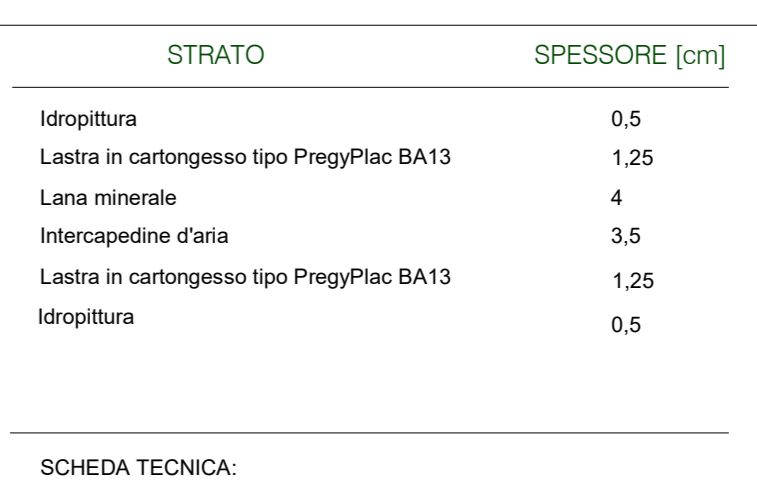 STRATO SPESSORE [cm]
Idropittura 0,5
Lastra in cartongesso tipo PregyPlac BA13 1,25
Lana minerale 4
Intercapedine d'aria 3,5
Lastra in cartongesso tipo PregyPlac BA13 1,25
Idropittura 0,5
SCHEDA TECNICA: